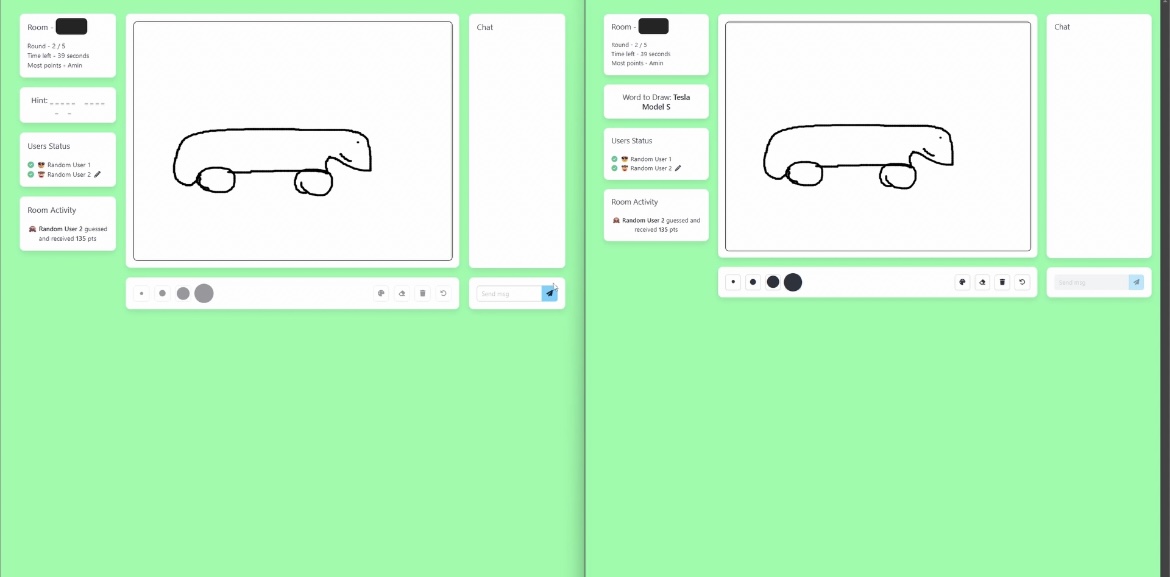 Room -
Round - 2 / 5
Time left - 39 seconds
Most points - Amin
Hint: _ _ _ _ _   _ _ _ _
_   _
Users Status
Random User 1
Random User 2
Room Activity
Random User 2 guessed
and received 135 pts
Chat
Send msg
Room -
Round - 2 / 5
Time left - 39 seconds
Most points - Amin
Word to Draw: Tesla
Model S
Users Status
Random User 1
Random User 2
Room Activity
Random User 2 guessed and
received 135 pts
Chat
Send msg